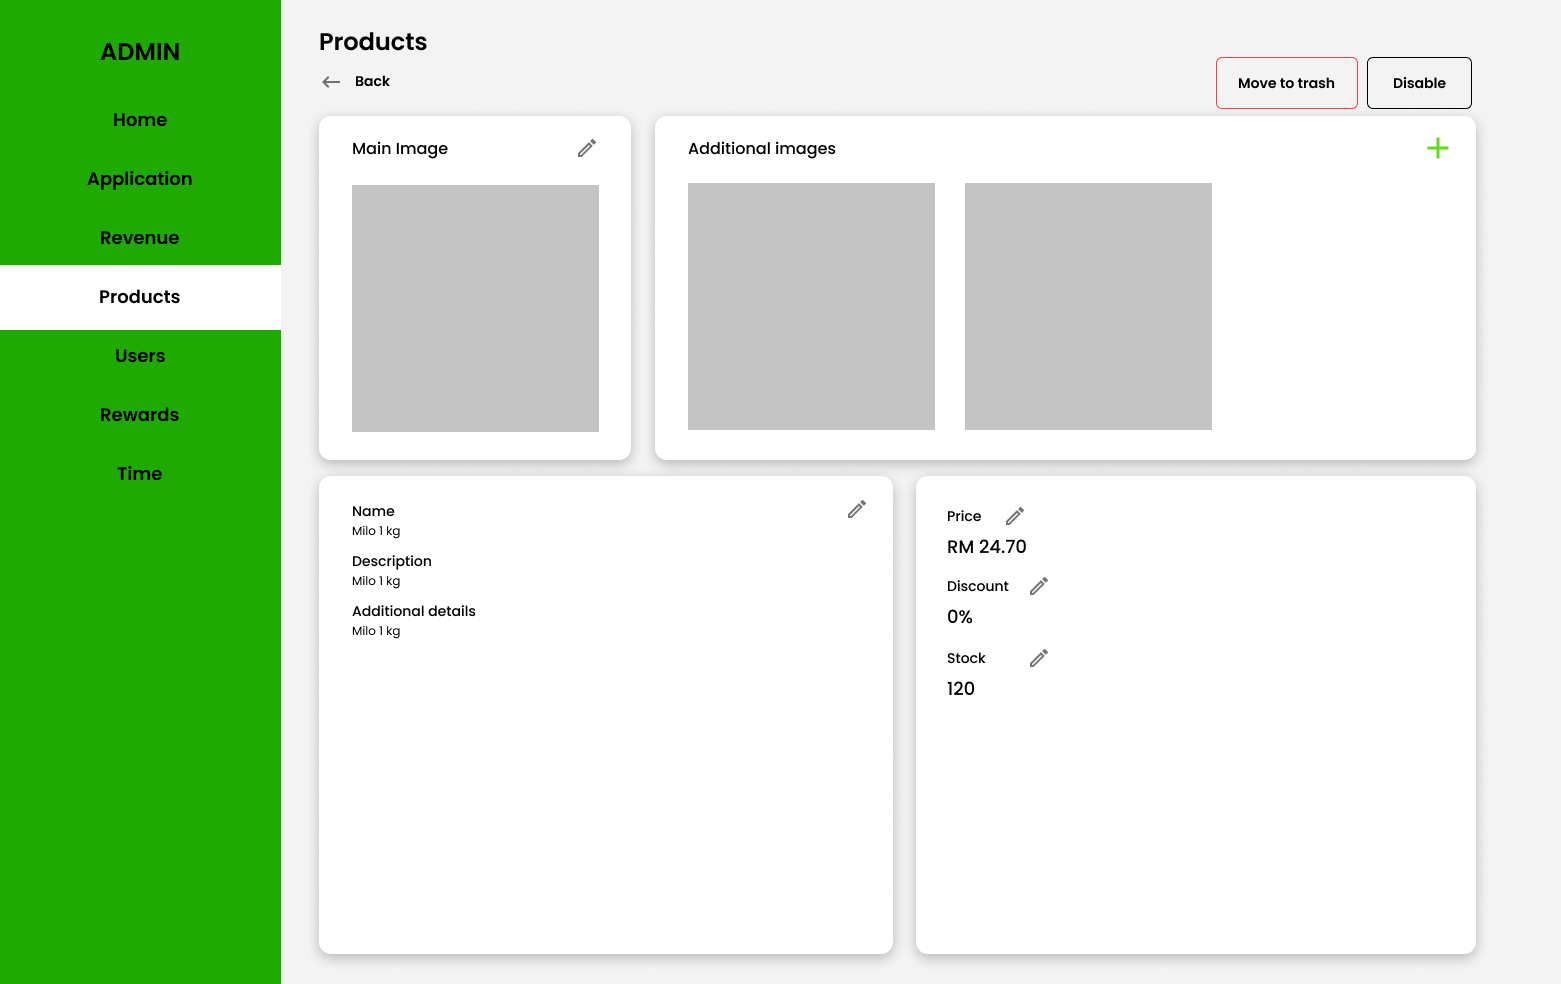 ADMIN
Home
Application
Revenue
Products
Users
Rewards
Time
Products
Back
Move to trash
Disable
Main Image
Additional images
Name
Milo 1 kg
Description
Milo 1 kg
Additional details
Milo 1 kg
Price
RM 24.70
Discount
0%
Stock
120